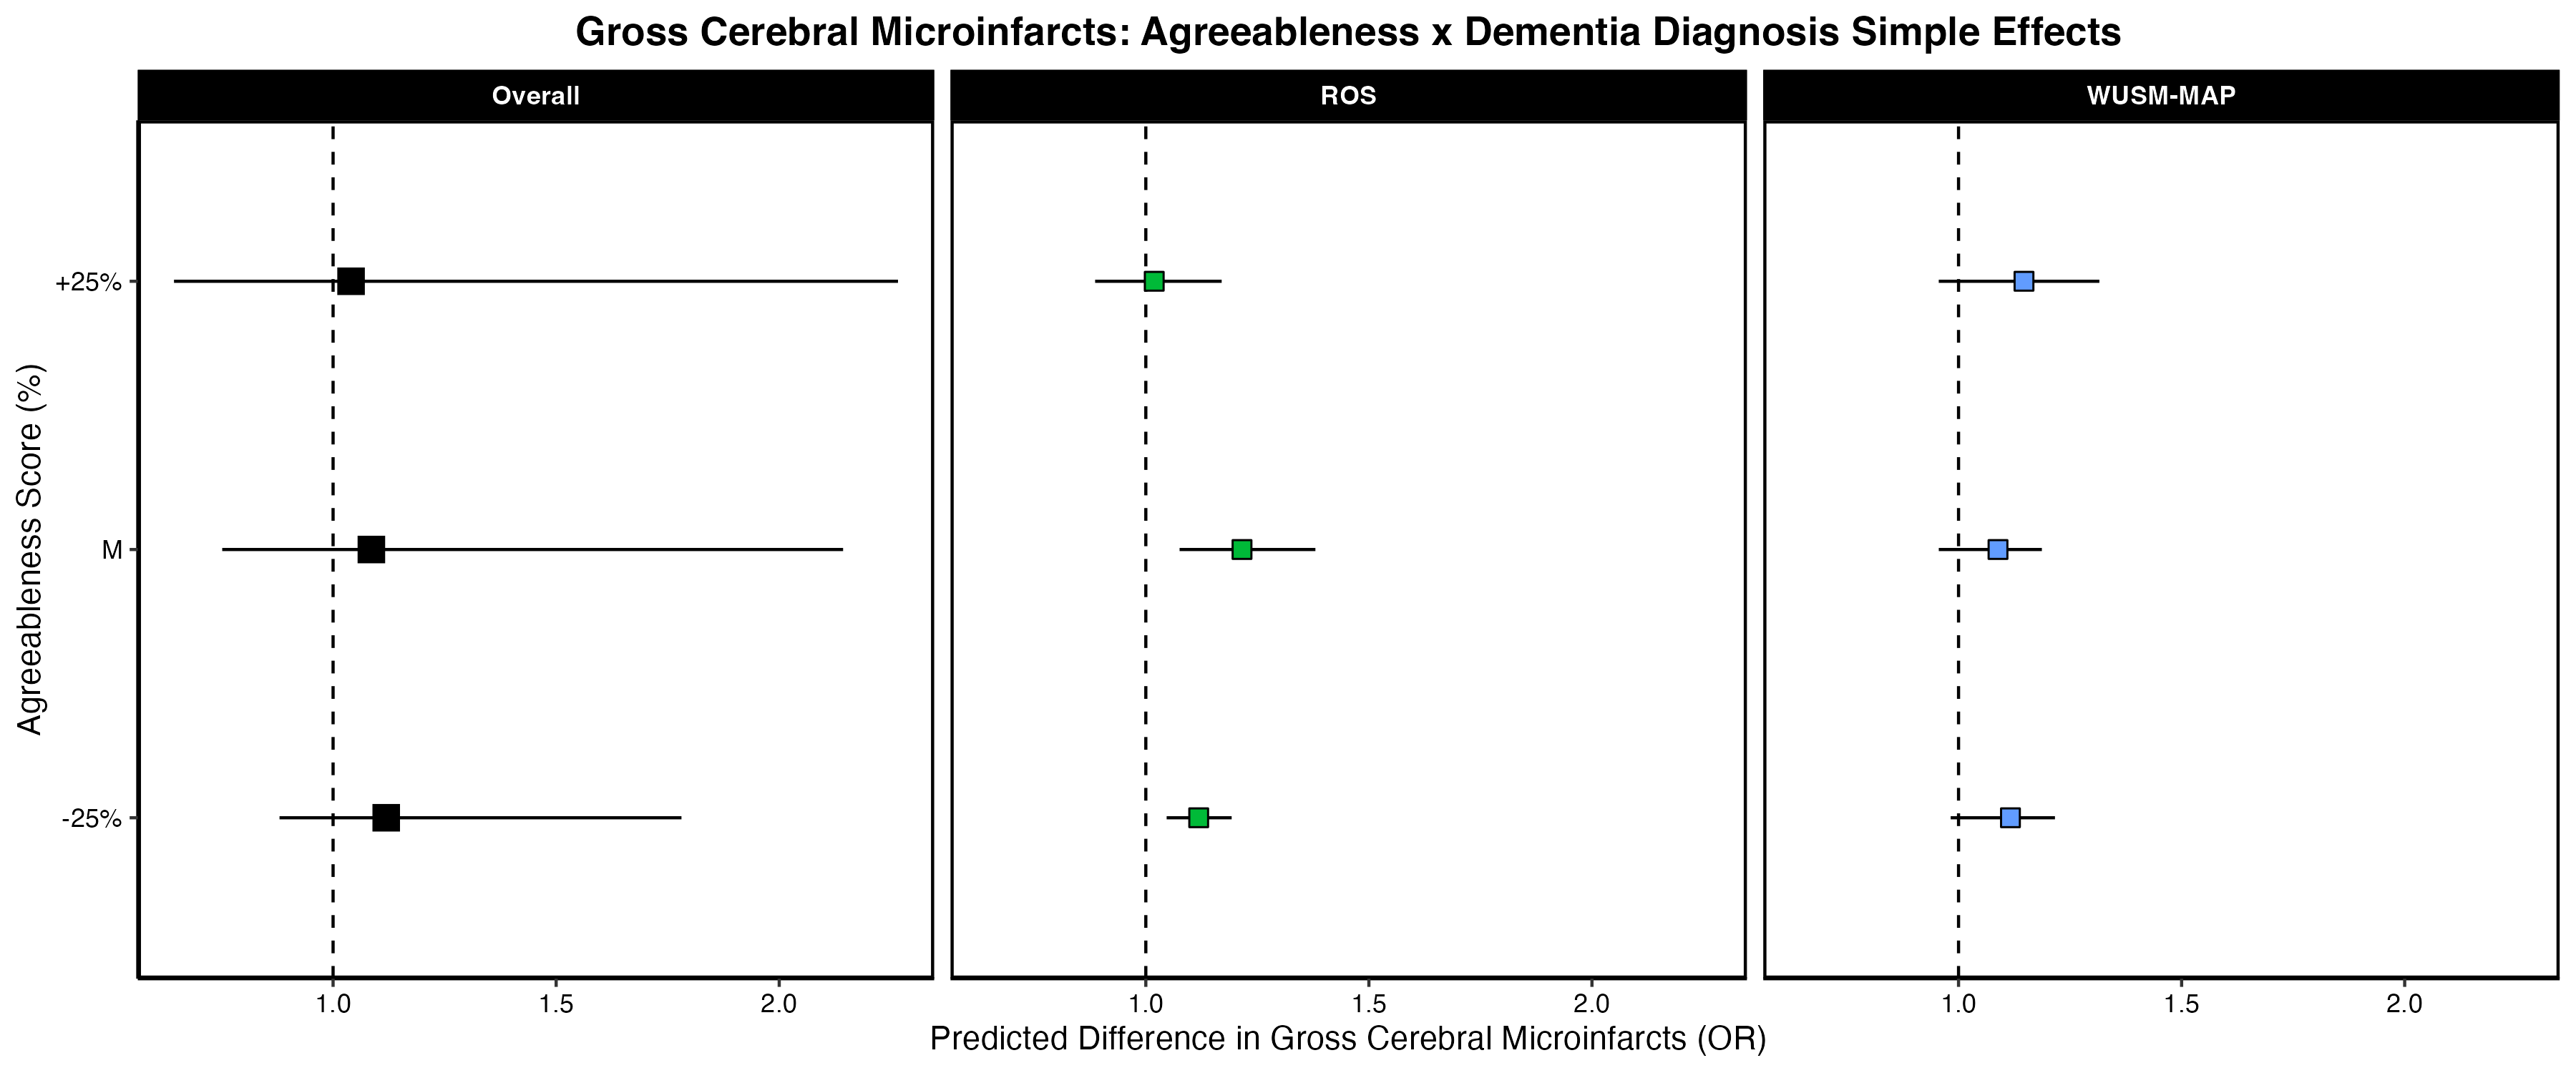 Gross Cerebral Microinfarcts: Agreeableness x Dementia Diagnosis Simple Effects
Overall
ROS
WUSM-MAP
Agreeableness Score (%)
+25%
M
-25%
1.0
1.5
2.0
1.0
1.5
2.0
1.0
1.5
2.0
Predicted Difference in Gross Cerebral Microinfarcts (OR)